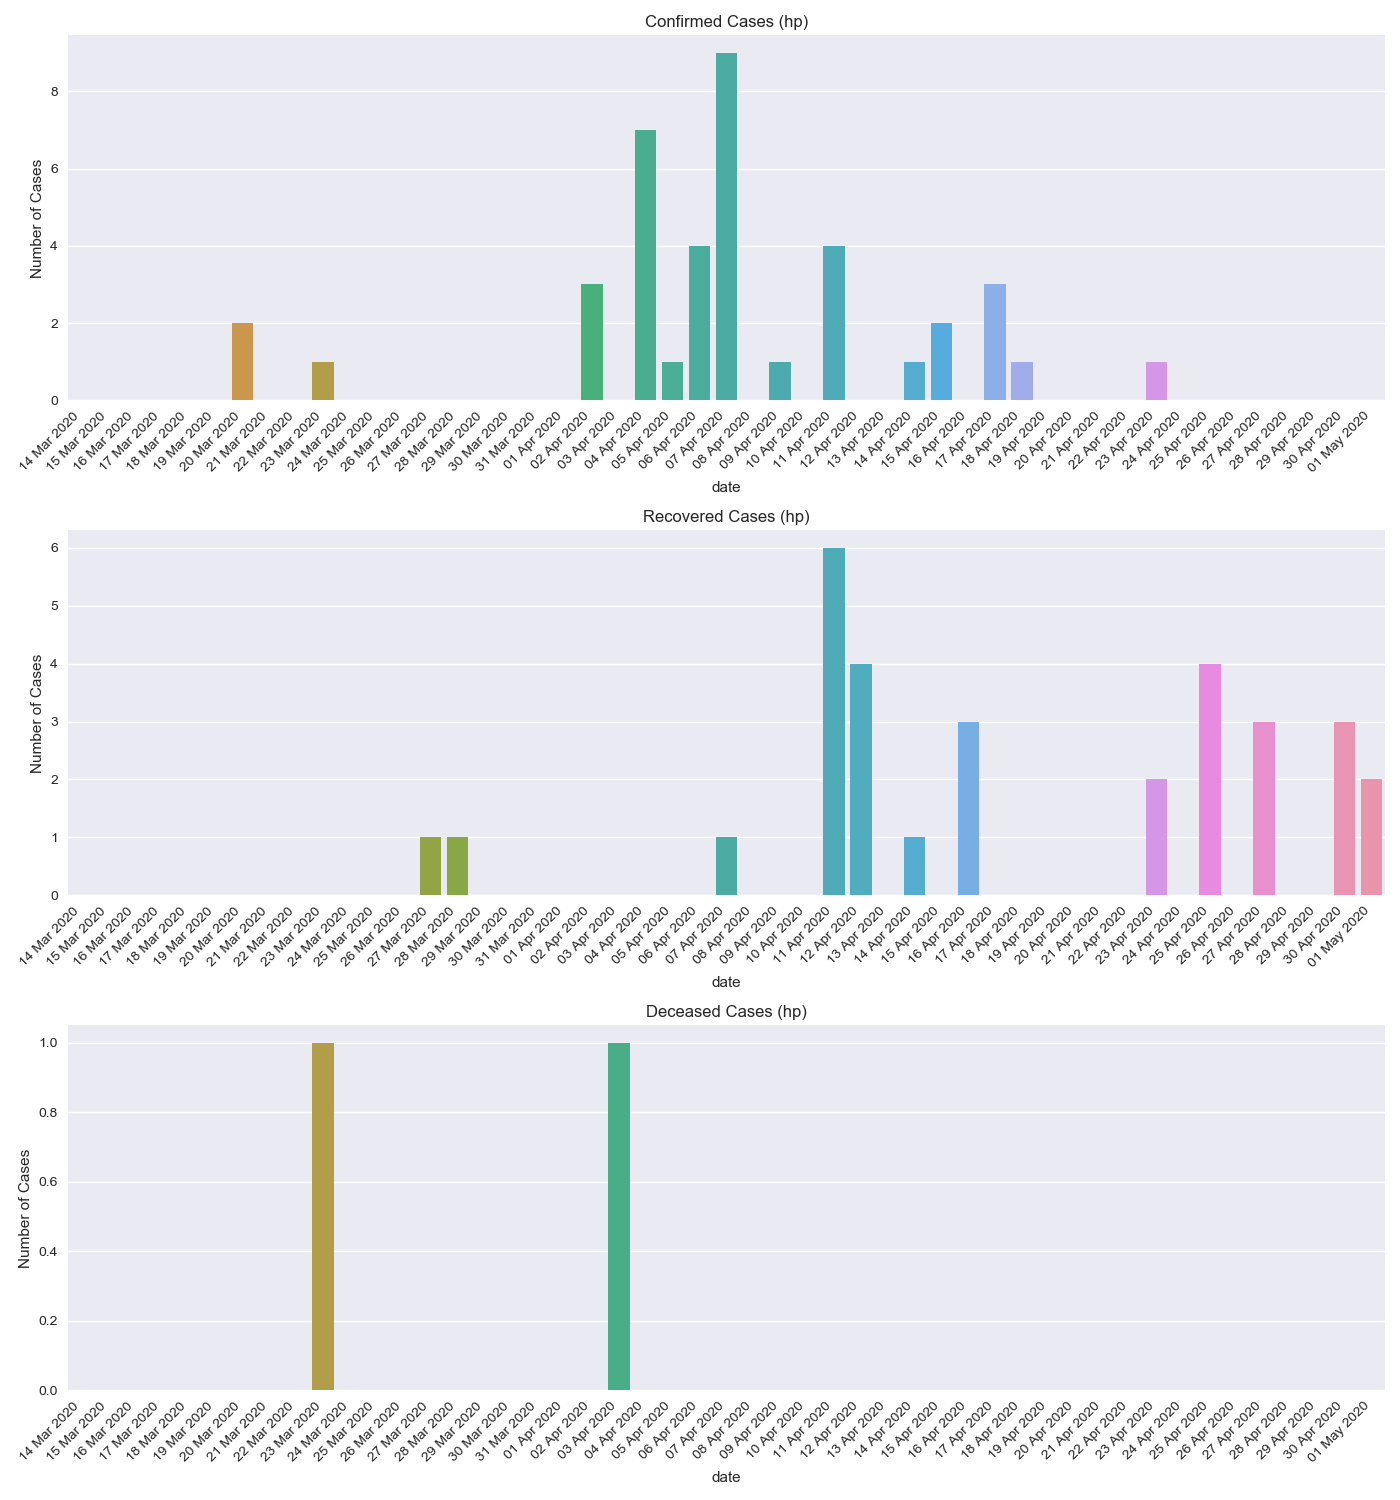 Confirmed Cases (hp)
Number of Cases
8
6
4
2
0
14 Mar 2020
15 Mar 2020
16 Mar 2020
17 Mar 2020
18 Mar 2020
19 Mar 2020
20 Mar 2020
21 Mar 2020
22 Mar 2020
23 Mar 2020
24 Mar 2020
25 Mar 2020
26 Mar 2020
27 Mar 2020
28 Mar 2020
29 Mar 2020
30 Mar 2020
31 Mar 2020
01 Apr 2020
02 Apr 2020
03 Apr 2020
04 Apr 2020
05 Apr 2020
06 Apr 2020
07 Apr 2020
08 Apr 2020
09 Apr 2020
10 Apr 2020
11 Apr 2020
12 Apr 2020
13 Apr 2020
14 Apr 2020
15 Apr 2020
16 Apr 2020
17 Apr 2020
18 Apr 2020
19 Apr 2020
20 Apr 2020
21 Apr 2020
22 Apr 2020
23 Apr 2020
24 Apr 2020
25 Apr 2020
26 Apr 2020
27 Apr 2020
28 Apr 2020
29 Apr 2020
30 Apr 2020
01 May 2020
date
Recovered Cases (hp)
Number of Cases
6
5
4
3
2
1
0
14 Mar 2020
15 Mar 2020
16 Mar 2020
17 Mar 2020
18 Mar 2020
19 Mar 2020
20 Mar 2020
21 Mar 2020
22 Mar 2020
23 Mar 2020
24 Mar 2020
25 Mar 2020
26 Mar 2020
27 Mar 2020
28 Mar 2020
29 Mar 2020
30 Mar 2020
31 Mar 2020
01 Apr 2020
02 Apr 2020
03 Apr 2020
04 Apr 2020
05 Apr 2020
06 Apr 2020
07 Apr 2020
08 Apr 2020
09 Apr 2020
10 Apr 2020
11 Apr 2020
12 Apr 2020
13 Apr 2020
14 Apr 2020
15 Apr 2020
16 Apr 2020
17 Apr 2020
18 Apr 2020
19 Apr 2020
20 Apr 2020
21 Apr 2020
22 Apr 2020
23 Apr 2020
24 Apr 2020
25 Apr 2020
26 Apr 2020
27 Apr 2020
28 Apr 2020
29 Apr 2020
30 Apr 2020
01 May 2020
date
Deceased Cases (hp)
Number of Cases
1.0
0.8
0.6
0.4
0.2
0.0
14 Mar 2020
15 Mar 2020
16 Mar 2020
17 Mar 2020
18 Mar 2020
19 Mar 2020
20 Mar 2020
21 Mar 2020
22 Mar 2020
23 Mar 2020
24 Mar 2020
25 Mar 2020
26 Mar 2020
27 Mar 2020
28 Mar 2020
29 Mar 2020
30 Mar 2020
31 Mar 2020
01 Apr 2020
02 Apr 2020
03 Apr 2020
04 Apr 2020
05 Apr 2020
06 Apr 2020
07 Apr 2020
08 Apr 2020
09 Apr 2020
10 Apr 2020
11 Apr 2020
12 Apr 2020
13 Apr 2020
14 Apr 2020
15 Apr 2020
16 Apr 2020
17 Apr 2020
18 Apr 2020
19 Apr 2020
20 Apr 2020
21 Apr 2020
22 Apr 2020
23 Apr 2020
24 Apr 2020
25 Apr 2020
26 Apr 2020
27 Apr 2020
28 Apr 2020
29 Apr 2020
30 Apr 2020
01 May 2020
date